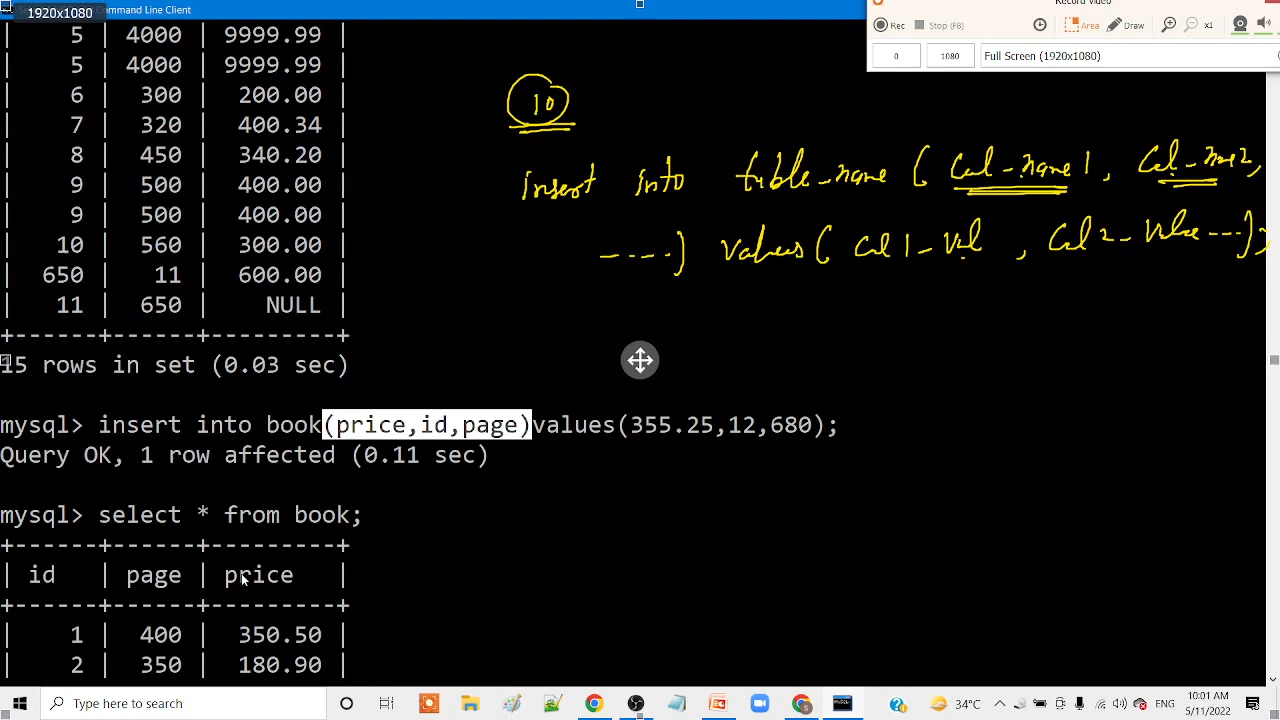 1920x1080
Command Line Client
Record Video
Rec Stop (F8) Area Draw x1
0 1080 Full Screen (1920x1080)
| 5 | 4000 | 9999.99 |
| 5 | 4000 | 9999.99 |
| 6 | 300 | 200.00 |
| 7 | 320 | 400.34 |
| 8 | 450 | 340.20 |
| 9 | 500 | 400.00 |
| 9 | 500 | 400.00 |
| 10 | 560 | 300.00 |
| 650 | 11 | 600.00 |
| 11 | 650 | NULL |
+------+------+---------+
15 rows in set (0.03 sec)
10
insert into table_name ( Col_name1, Col_name2,
-----) values( Col1_Val , Col2_Value ---);
mysql> insert into book(price,id,page)values(355.25,12,680);
Query OK, 1 row affected (0.11 sec)
mysql> select * from book;
+------+------+---------+
| id | page | price |
+------+------+---------+
| 1 | 400 | 350.50 |
| 2 | 350 | 180.90 |
Type here to search
34°C
ENG
10:01 AM
5/11/2022